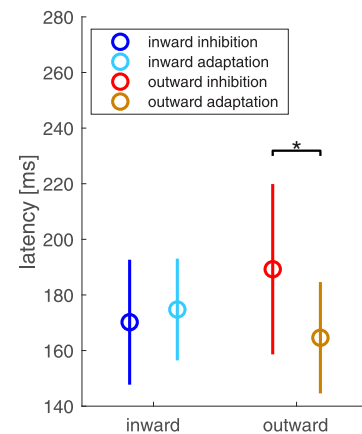 280
260
240
220
200
180
160
140
latency [ms]
inward inhibition
inward adaptation
outward inhibition
outward adaptation
*
inward
outward